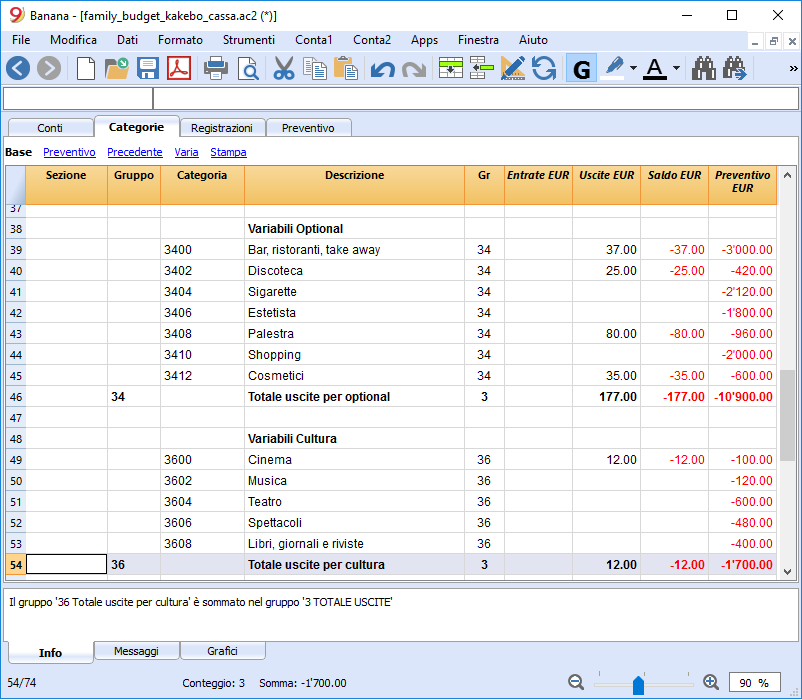 Banana - [family_budget_kakebo_cassa.ac2 (*)]
File Modifica Dati Formato Strumenti Conta1 Conta2 Apps Finestra Aiuto
G A »
Conti Categorie Registrazioni Preventivo
Base Preventivo Precedente Varia Stampa
Sezione Gruppo Categoria Descrizione Gr Entrate EUR Uscite EUR Saldo EUR Preventivo
EUR
37
38 Variabili Optional
39 3400 Bar, ristoranti, take away 34 37.00 -37.00 -3'000.00
40 3402 Discoteca 34 25.00 -25.00 -420.00
41 3404 Sigarette 34 -2'120.00
42 3406 Estetista 34 -1'800.00
43 3408 Palestra 34 80.00 -80.00 -960.00
44 3410 Shopping 34 -2'000.00
45 3412 Cosmetici 34 35.00 -35.00 -600.00
46 34 Totale uscite per optional 3 177.00 -177.00 -10'900.00
47
48 Variabili Cultura
49 3600 Cinema 36 12.00 -12.00 -100.00
50 3602 Musica 36 -120.00
51 3604 Teatro 36 -600.00
52 3606 Spettacoli 36 -480.00
53 3608 Libri, giornali e riviste 36 -400.00
54 36 Totale uscite per cultura 3 12.00 -12.00 -1'700.00
Il gruppo '36 Totale uscite per cultura' è sommato nel gruppo '3 TOTALE USCITE'
Info Messaggi Grafici
54/74 Conteggio: 3 Somma: -1'700.00 90 %